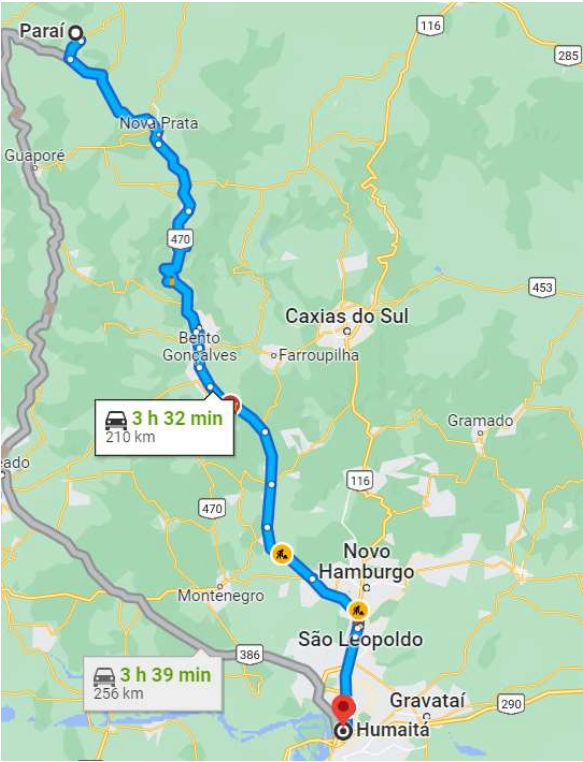 Paraí
116
285
Nova Prata
Guaporé
470
453
Caxias do Sul
Bento
Gonçalves
Farroupilha
3 h 32 min
210 km
Gramado
eado
116
470
Novo
Hamburgo
Montenegro
São Leopoldo
386
3 h 39 min
256 km
Gravataí
290
Humaitá